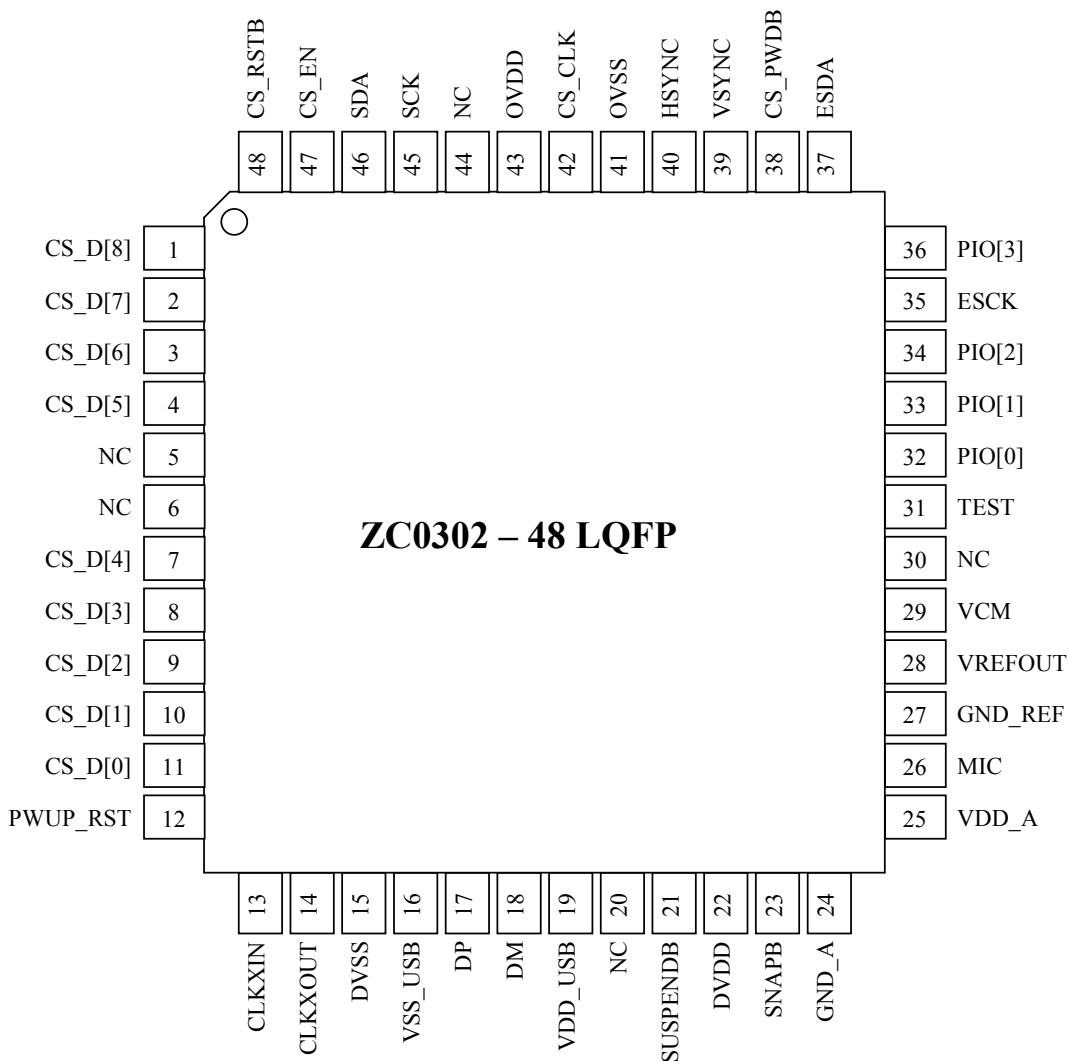 CS_RSTB
CS_EN
SDA
SCK
NC
OVDD
CS_CLK
OVSS
HSYNC
VSYNC
CS_PWDB
ESDA
48
47
46
45
44
43
42
41
40
39
38
37
CS_D[8] 1
CS_D[7] 2
CS_D[6] 3
CS_D[5] 4
NC 5
NC 6
CS_D[4] 7
CS_D[3] 8
CS_D[2] 9
CS_D[1] 10
CS_D[0] 11
PWUP_RST 12
ZC0302 – 48 LQFP
36 PIO[3]
35 ESCK
34 PIO[2]
33 PIO[1]
32 PIO[0]
31 TEST
30 NC
29 VCM
28 VREFOUT
27 GND_REF
26 MIC
25 VDD_A
13
14
15
16
17
18
19
20
21
22
23
24
CLKXIN
CLKXOUT
DVSS
VSS_USB
DP
DM
VDD_USB
NC
SUSPENDB
DVDD
SNAPB
GND_A